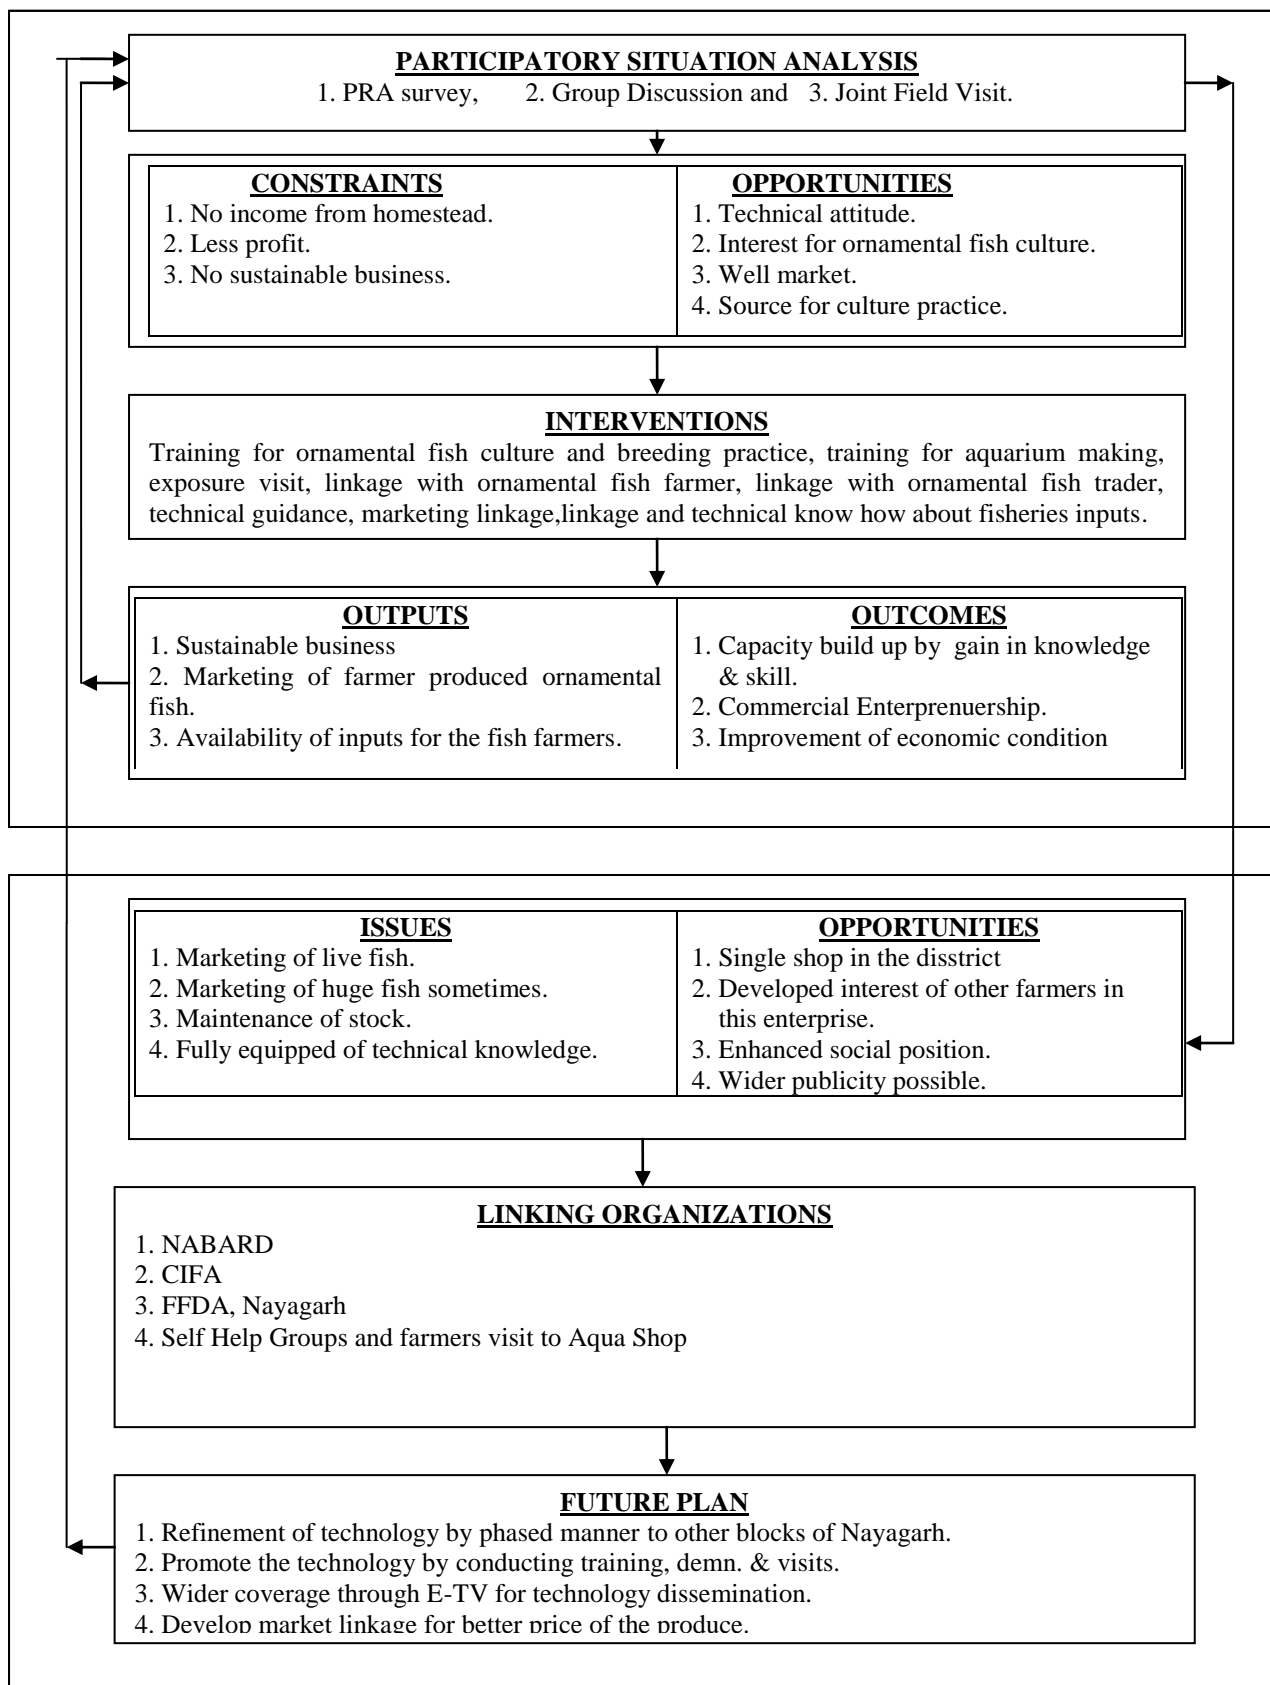 PARTICIPATORY SITUATION ANALYSIS
1. PRA survey, 2. Group Discussion and 3. Joint Field Visit.
CONSTRAINTS
1. No income from homestead.
2. Less profit.
3. No sustainable business.
OPPORTUNITIES
1. Technical attitude.
2. Interest for ornamental fish culture.
3. Well market.
4. Source for culture practice.
INTERVENTIONS
Training for ornamental fish culture and breeding practice, training for aquarium making,
exposure visit, linkage with ornamental fish farmer, linkage with ornamental fish trader,
technical guidance, marketing linkage,linkage and technical know how about fisheries inputs.
OUTPUTS
1. Sustainable business
2. Marketing of farmer produced ornamental
fish.
3. Availability of inputs for the fish farmers.
OUTCOMES
1. Capacity build up by gain in knowledge
& skill.
2. Commercial Enterprenuership.
3. Improvement of economic condition
ISSUES
1. Marketing of live fish.
2. Marketing of huge fish sometimes.
3. Maintenance of stock.
4. Fully equipped of technical knowledge.
OPPORTUNITIES
1. Single shop in the disstrict
2. Developed interest of other farmers in
this enterprise.
3. Enhanced social position.
4. Wider publicity possible.
LINKING ORGANIZATIONS
1. NABARD
2. CIFA
3. FFDA, Nayagarh
4. Self Help Groups and farmers visit to Aqua Shop
FUTURE PLAN
1. Refinement of technology by phased manner to other blocks of Nayagarh.
2. Promote the technology by conducting training, demn. & visits.
3. Wider coverage through E-TV for technology dissemination.
4. Develop market linkage for better price of the produce.